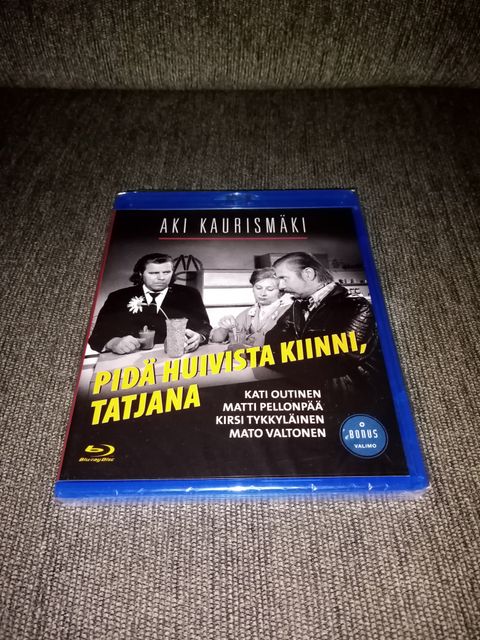 AKI KAURISMÄKI
PIDÄ HUIVISTA KIINNI,
TATJANA
KATI OUTINEN
MATTI PELLONPÄÄ
KIRSI TYKKYLÄINEN
MATO VALTONEN
Blu-ray Disc
BONUS
VALIMO